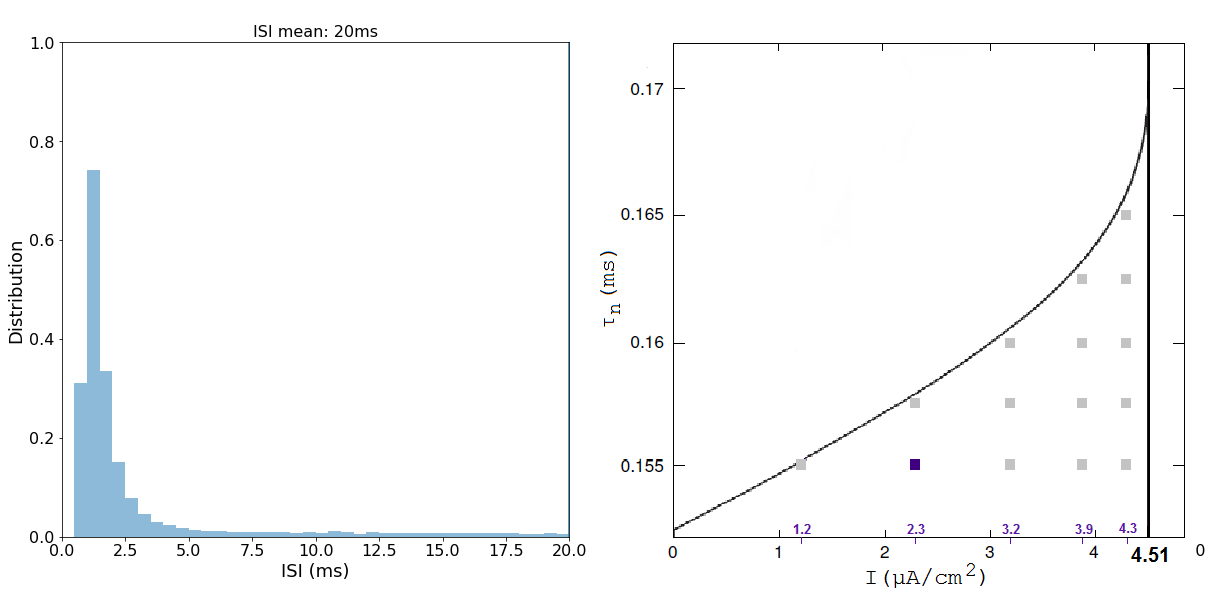 ISI mean: 20ms
1.0
0.8
0.6
0.4
0.2
0.0
Distribution
0.0 2.5 5.0 7.5 10.0 12.5 15.0 17.5 20.0
ISI (ms)
0.17
0.165
0.16
0.155
τn (ms)
1.2 2.3 3.2 3.9 4.3
0 1 2 3 4 4.51 0
I(μA/cm²)